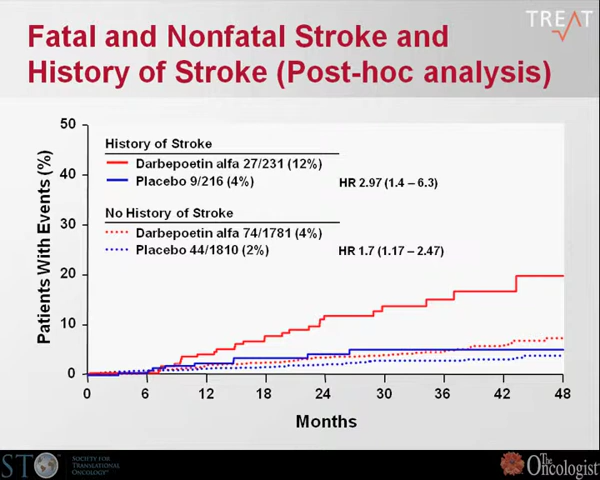 TREAT
Fatal and Nonfatal Stroke and
History of Stroke (Post-hoc analysis)
Patients With Events (%)
50
40
30
20
10
0
History of Stroke
Darbepoetin alfa 27/231 (12%)
Placebo 9/216 (4%) HR 2.97 (1.4 – 6.3)
No History of Stroke
Darbepoetin alfa 74/1781 (4%)
Placebo 44/1810 (2%) HR 1.7 (1.17 – 2.47)
0 6 12 18 24 30 36 42 48
Months
STO SOCIETY FOR
TRANSLATIONAL
ONCOLOGY
The
Oncologist